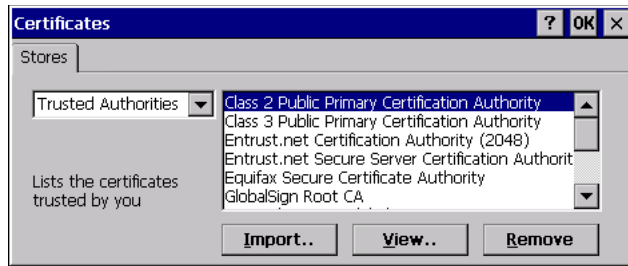 Certificates ? OK ×
Stores
Trusted Authorities
Class 2 Public Primary Certification Authority
Class 3 Public Primary Certification Authority
Entrust.net Certification Authority (2048)
Entrust.net Secure Server Certification Authorit
Equifax Secure Certificate Authority
GlobalSign Root CA
Lists the certificates
trusted by you
Import.. View.. Remove